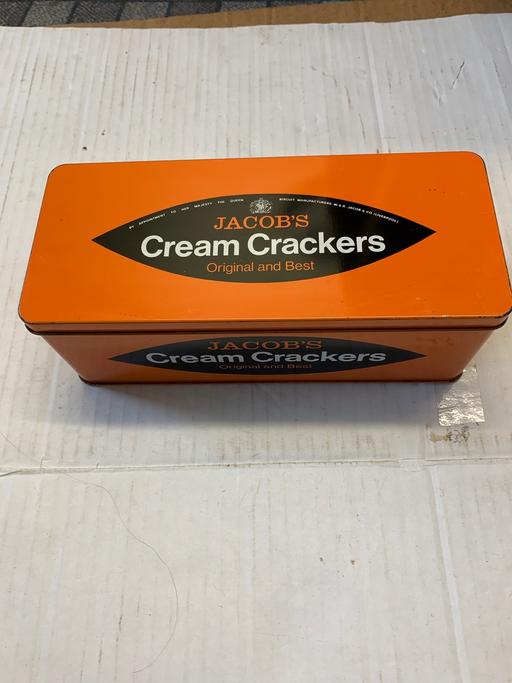 BY APPOINTMENT TO HER MAJESTY THE QUEEN BISCUIT MANUFACTURERS W & R. JACOB & CO. (LIVERPOOL)
JACOB'S
Cream Crackers
Original and Best
JACOB'S
Cream Crackers
Original and Best